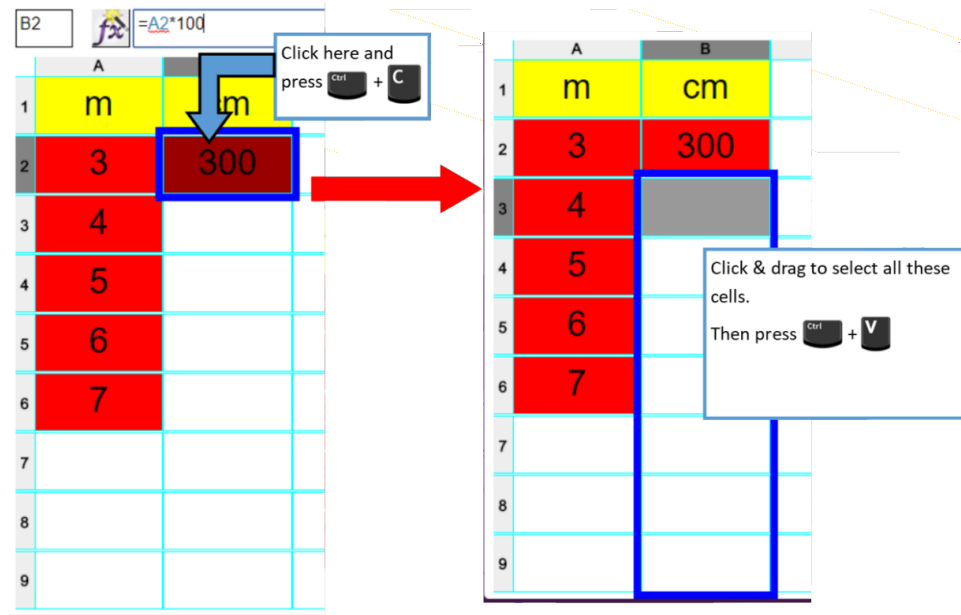 B2
fx
=A2*100
Click here and
press Ctrl + C
A
1 m cm
2 3 300
3 4
4 5
5 6
6 7
7
8
9
A B
1 m cm
2 3 300
3 4
4 5
5 6
6 7
7
8
9
Click & drag to select all these
cells.
Then press Ctrl + V